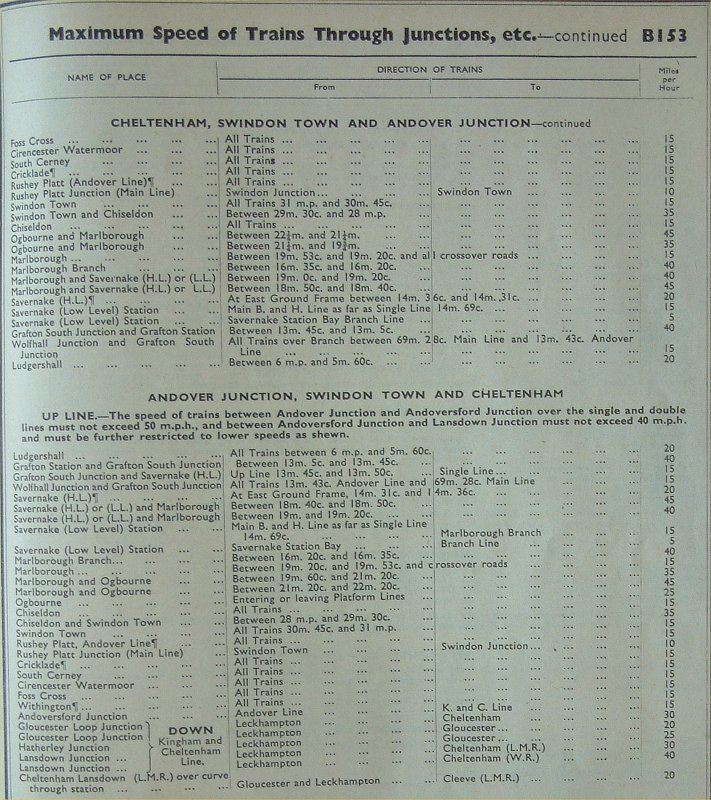 Maximum Speed of Trains Through Junctions, etc.—continued B153
NAME OF PLACE DIRECTION OF TRAINS Miles per Hour
From To
CHELTENHAM, SWINDON TOWN AND ANDOVER JUNCTION—continued
Foss Cross ... ... ... ... ... All Trains ... ... ... ... ... ... ... ... ... 15
Cirencester Watermoor ... ... ... All Trains ... ... ... ... ... ... ... ... ... 15
South Cerney ... ... ... ... All Trains ... ... ... ... ... ... ... ... ... 15
Cricklade¶ ... ... ... ... ... All Trains ... ... ... ... ... ... ... ... ... 15
Rushey Platt (Andover Line)¶ ... ... All Trains ... ... ... ... ... ... ... ... ... 15
Rushey Platt Junction (Main Line) ... Swindon Junction... ... ... ... Swindon Town ... ... ... ... 10
Swindon Town ... ... ... ... All Trains 31 m.p. and 30m. 45c. ... ... ... ... ... ... 15
Swindon Town and Chiseldon ... ... Between 29m. 30c. and 28 m.p. ... ... ... ... ... ... 35
Chiseldon ... ... ... ... ... All Trains ... ... ... ... ... ... ... ... ... 15
Ogbourne and Marlborough ... ... Between 22¼m. and 21¼m. ... ... ... ... ... ... ... 45
Ogbourne and Marlborough ... ... Between 21¼m. and 19¾m. ... ... ... ... ... ... ... 35
Marlborough ... ... ... ... ... Between 19m. 53c. and 19m. 20c. and all crossover roads ... ... ... ... 15
Marlborough Branch ... ... ... Between 16m. 35c. and 16m. 20c. ... ... ... ... ... ... 40
Marlborough and Savernake (H.L.) or (L.L.) Between 19m. 0c. and 19m. 20c. ... ... ... ... ... ... 40
Marlborough and Savernake (H.L.) or L.L.) Between 18m. 50c. and 18m. 40c. ... ... ... ... ... ... 45
Savernake (H.L.)¶ ... ... ... ... At East Ground Frame between 14m. 36c. and 14m. 31c. ... ... ... ... 20
Savernake (Low Level) Station ... ... Main B. and H. Line as far as Single Line 14m. 69c. ... ... ... ... 15
Savernake (Low Level) Station ... ... Savernake Station Bay Branch Line ... ... ... ... ... ... 5
Grafton South Junction and Grafton Station Between 13m. 45c. and 13m. 5c. ... ... ... ... ... ... 40
Wolfhall Junction and Grafton South All Trains over Branch between 69m. 28c. Main Line and 13m. 43c. Andover
Junction Line ... ... ... ... ... ... ... ... ... 15
Ludgershall ... ... ... ... ... Between 6 m.p. and 5m. 60c. ... ... ... ... ... ... 20
ANDOVER JUNCTION, SWINDON TOWN AND CHELTENHAM
UP LINE.—The speed of trains between Andover Junction and Andoversford Junction over the single and double
lines must not exceed 50 m.p.h., and between Andoversford Junction and Lansdown Junction must not exceed 40 m.p.h.
and must be further restricted to lower speeds as shewn.
Ludgershall ... ... ... ... ... All Trains between 6 m.p. and 5m. 60c. ... ... ... ... ... 20
Grafton Station and Grafton South Junction Between 13m. 5c. and 13m. 45c. ... ... ... ... ... ... 40
Grafton South Junction and Savernake (H.L.) Up Line 13m. 45c. and 13m. 50c. ... Single Line ... ... ... ... 15
Wolfhall Junction and Grafton South Junction All Trains 13m. 43c. Andover Line and 69m. 28c. Main Line ... ... ... 15
Savernake (H.L.)¶ ... ... ... ... At East Ground Frame, 14m. 31c. and 14m. 36c. ... ... ... ... 20
Savernake (H.L.) or (L.L.) and Marlborough Between 18m. 40c. and 18m. 50c. ... ... ... ... ... 45
Savernake (H.L.) or (L.L.) and Marlborough Between 19m. and 19m. 20c. ... ... ... ... ... ... 40
Savernake (Low Level) Station ... ... Main B. and H. Line as far as Single Line
14m. 69c. ... ... ... ... Marlborough Branch ... ... ... 15
Savernake (Low Level) Station ... ... Savernake Station Bay ... ... ... Branch Line ... ... ... ... 5
Marlborough Branch... ... ... ... Between 16m. 20c. and 16m. 35c. ... ... ... ... ... 40
Marlborough ... ... ... ... ... Between 19m. 20c. and 19m. 53c. and crossover roads ... ... ... 15
Marlborough and Ogbourne ... ... Between 19m. 60c. and 21m. 20c. ... ... ... ... ... 35
Marlborough and Ogbourne ... ... Between 21m. 20c. and 22m. 20c. ... ... ... ... ... 45
Ogbourne ... ... ... ... ... Entering or leaving Platform Lines ... ... ... ... ... 25
Chiseldon ... ... ... ... ... All Trains ... ... ... ... ... ... ... ... 15
Chiseldon and Swindon Town ... ... Between 28 m.p. and 29m. 30c. ... ... ... ... ... 35
Swindon Town ... ... ... ... All Trains 30m. 45c. and 31 m.p. ... ... ... ... ... 15
Rushey Platt, Andover Line¶ ... ... All Trains ... ... ... ... ... ... ... ... 15
Rushey Platt Junction (Main Line) ... Swindon Town ... ... ... Swindon Junction ... ... ... ... 10
Cricklade¶ ... ... ... ... ... All Trains ... ... ... ... ... ... ... ... 15
South Cerney ... ... ... ... All Trains ... ... ... ... ... ... ... ... 15
Cirencester Watermoor ... ... ... All Trains ... ... ... ... ... ... ... ... 15
Foss Cross ... ... ... ... ... All Trains ... ... ... ... ... ... ... ... 15
Withington¶ ... ... ... ... ... All Trains ... ... ... ... ... ... ... ... 15
Andoversford Junction ... ... ... Andover Line ... ... ... K. and C. Line ... ... ... 15
Gloucester Loop Junction Leckhampton ... ... ... Cheltenham ... ... ... 30
Gloucester Loop Junction DOWN Leckhampton ... ... ... Gloucester ... ... ... 20
Hatherley Junction Kingham and Leckhampton ... ... ... Gloucester ... ... ... 25
Lansdown Junction ... Cheltenham Leckhampton ... ... ... Cheltenham (L.M.R.) ... ... ... 30
Lansdown Junction ... Line. Leckhampton ... ... ... Cheltenham (W.R.) ... ... ... 40
Cheltenham Lansdown (L.M.R.) over curve
through station ... ... ... ... Gloucester and Leckhampton ... ... Cleeve (L.M.R.) ... ... ... 20